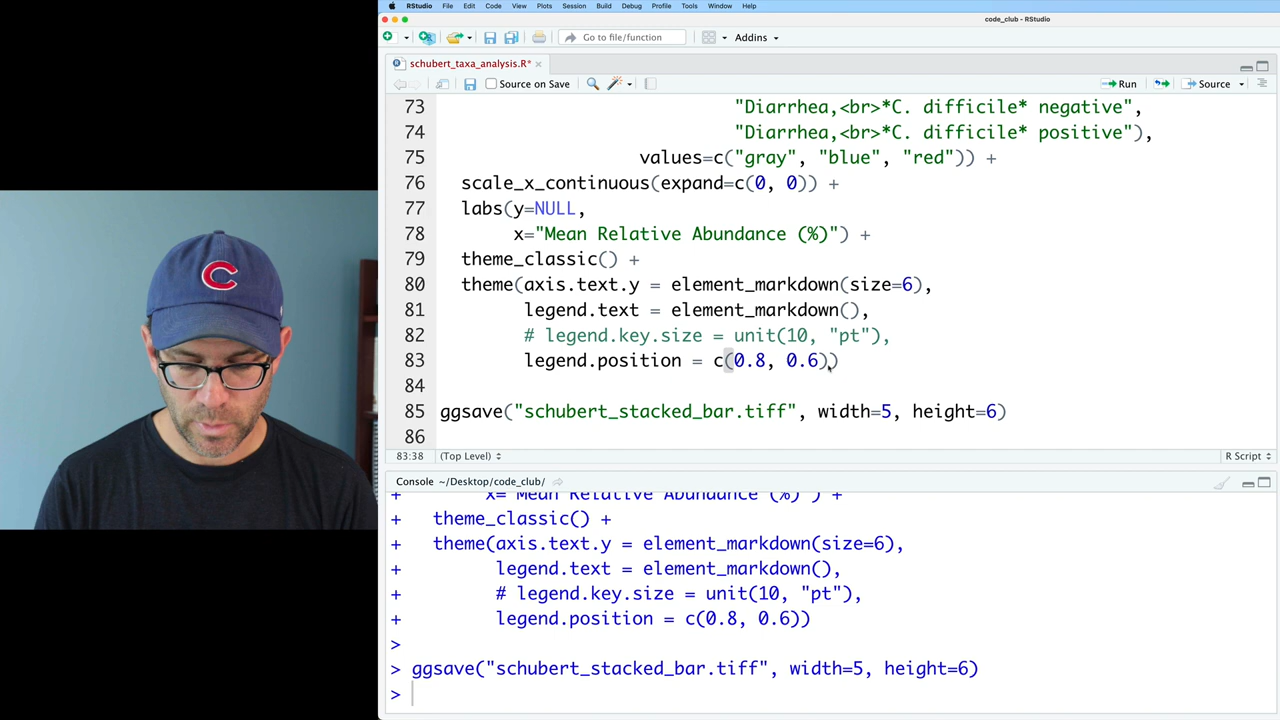 RStudio File Edit Code View Plots Session Build Debug Profile Tools Window Help
code_club - RStudio
Go to file/function Addins
schubert_taxa_analysis.R*
Source on Save Run Source
73 "Diarrhea,<br>*C. difficile* negative",
74 "Diarrhea,<br>*C. difficile* positive"),
75 values=c("gray", "blue", "red")) +
76 scale_x_continuous(expand=c(0, 0)) +
77 labs(y=NULL,
78 x="Mean Relative Abundance (%)") +
79 theme_classic() +
80 theme(axis.text.y = element_markdown(size=6),
81 legend.text = element_markdown(),
82 # legend.key.size = unit(10, "pt"),
83 legend.position = c(0.8, 0.6))
84
85 ggsave("schubert_stacked_bar.tiff", width=5, height=6)
86
83:38 (Top Level) R Script
Console ~/Desktop/code_club/
+ x="Mean Relative Abundance (%)") +
+ theme_classic() +
+ theme(axis.text.y = element_markdown(size=6),
+ legend.text = element_markdown(),
+ # legend.key.size = unit(10, "pt"),
+ legend.position = c(0.8, 0.6))
>
> ggsave("schubert_stacked_bar.tiff", width=5, height=6)
>
C